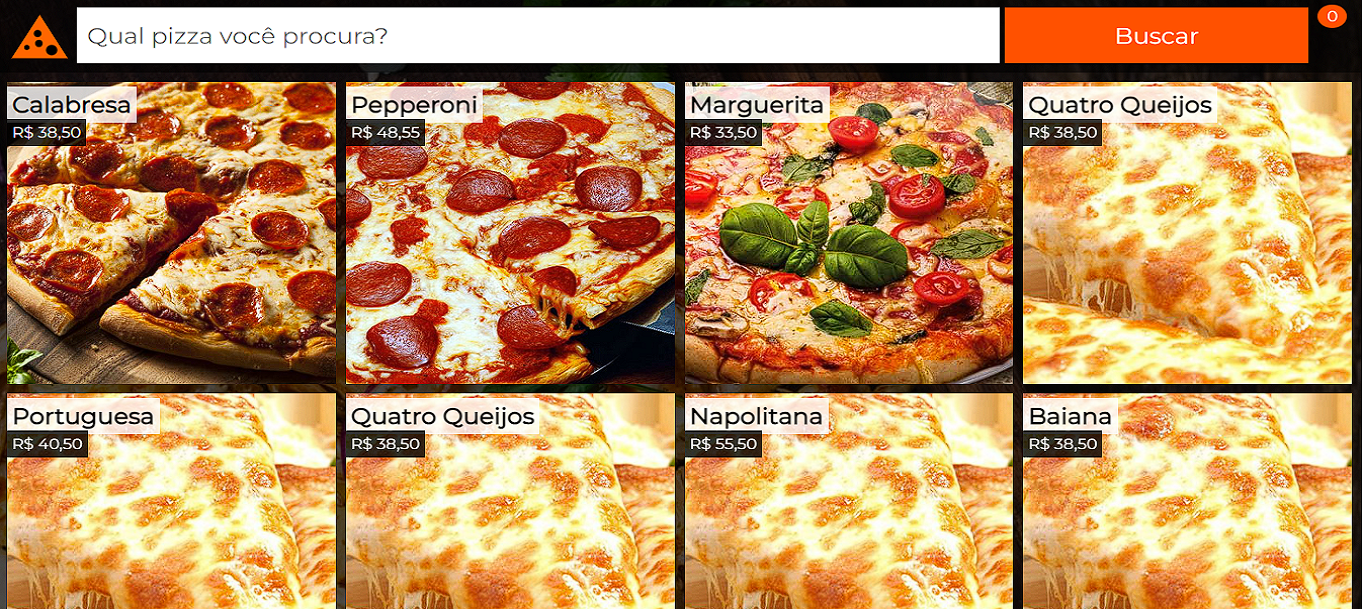 Qual pizza você procura?
Buscar
0
Calabresa
R$ 38,50
Pepperoni
R$ 48,55
Marguerita
R$ 33,50
Quatro Queijos
R$ 38,50
Portuguesa
R$ 40,50
Quatro Queijos
R$ 38,50
Napolitana
R$ 55,50
Baiana
R$ 38,50